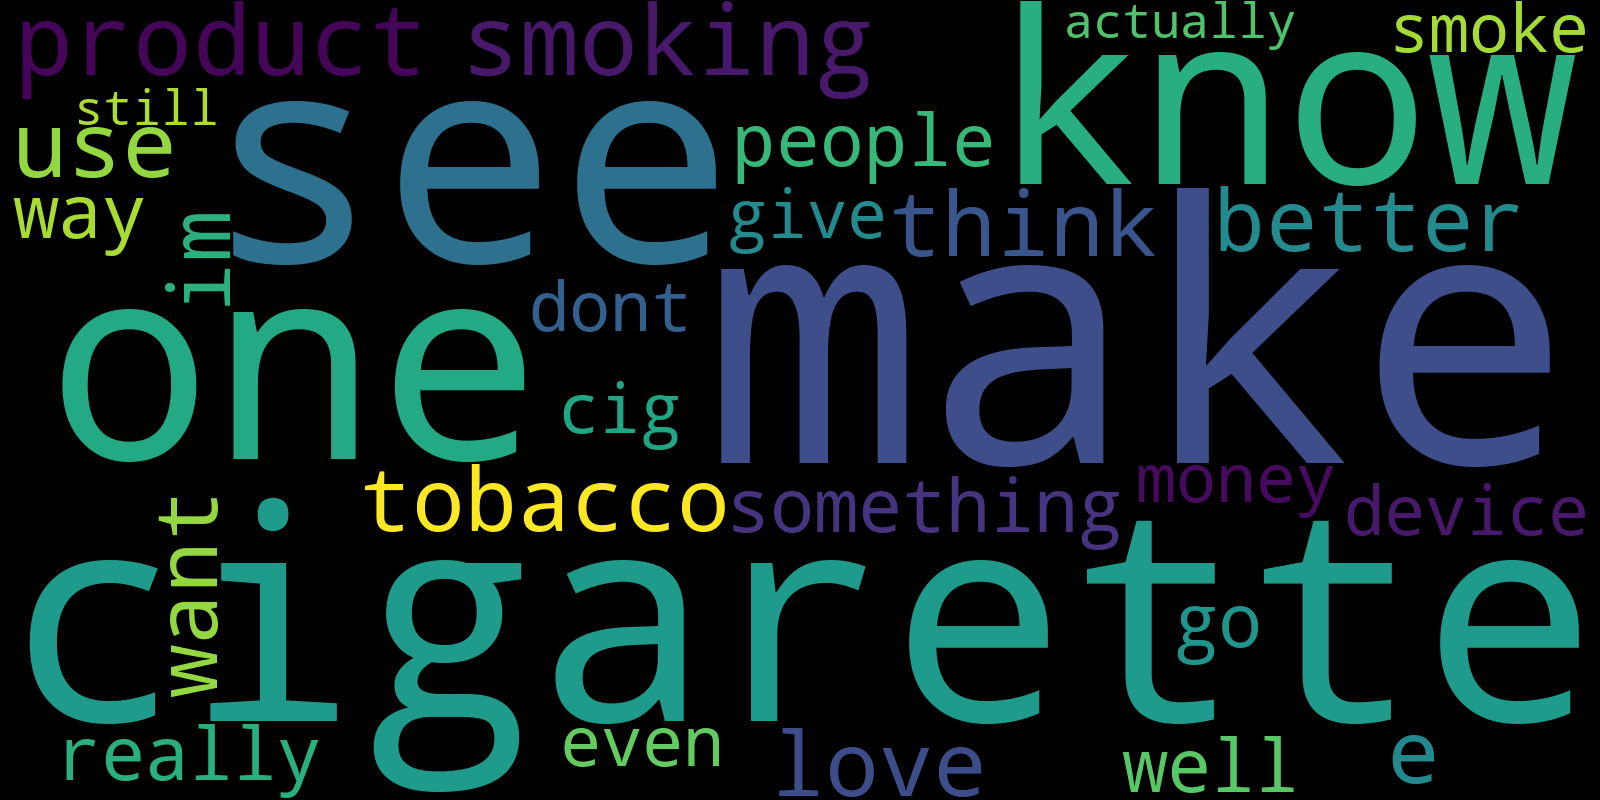 product smoking actually smoke
still see know
use people
way im give think better
one dont make
cig
tobacco something money device
want cigarette go
really even love well e